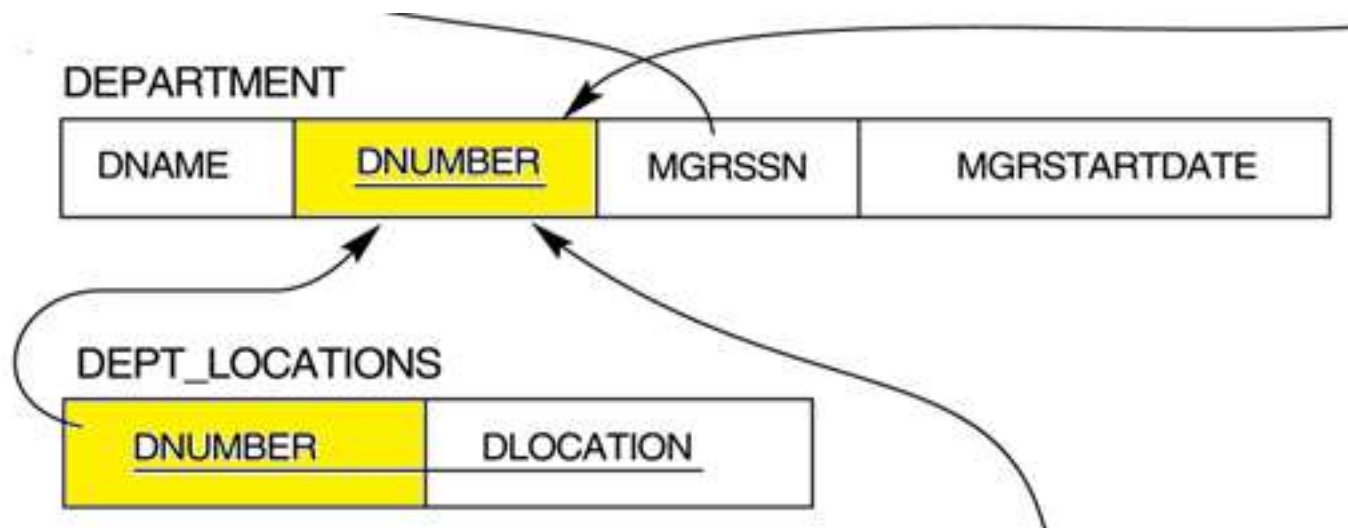 DEPARTMENT
DNAME DNUMBER MGRSSN MGRSTARTDATE
DEPT_LOCATIONS
DNUMBER DLOCATION